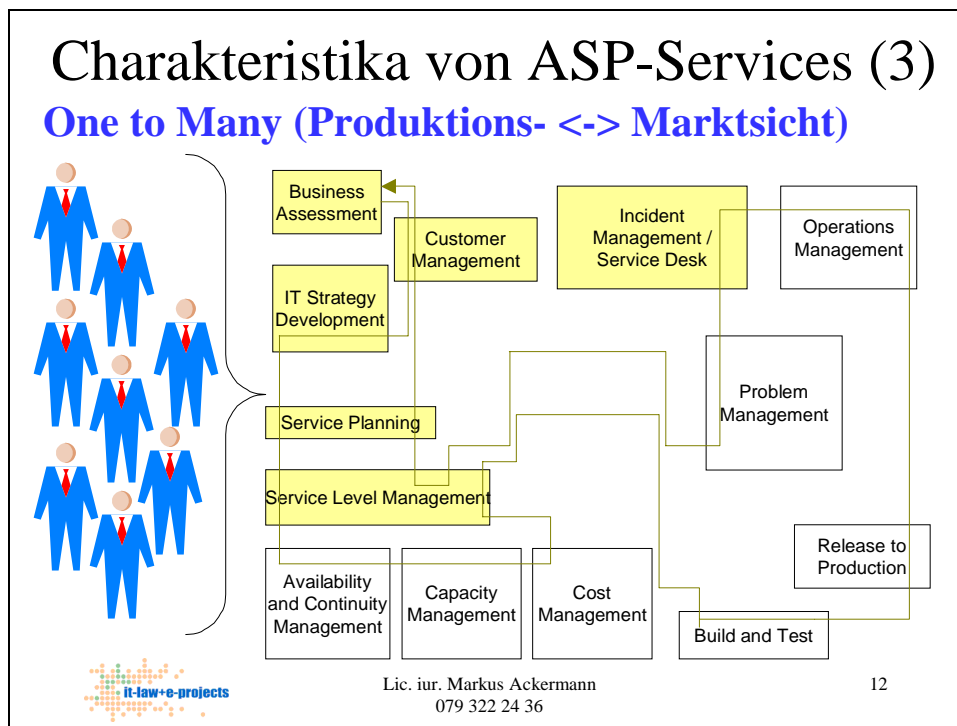 Charakteristika von ASP-Services (3)
One to Many (Produktions- <-> Marktsicht)
Business
Assessment
Customer
Management
Incident
Management /
Service Desk
Operations
Management
IT Strategy
Development
Problem
Management
Service Planning
Service Level Management
Release to
Production
Availability
and Continuity
Management
Capacity
Management
Cost
Management
Build and Test
it-law+e-projects
Lic. iur. Markus Ackermann
079 322 24 36
12